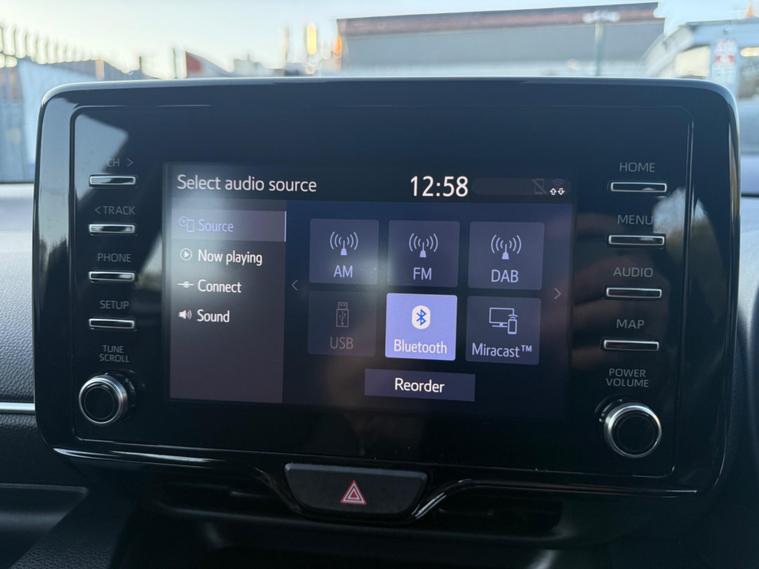 CH >
< TRACK
PHONE
SETUP
TUNE
SCROLL
Select audio source
12:58
Source
Now playing
Connect
Sound
AM
FM
DAB
USB
Bluetooth
Miracast™
Reorder
HOME
MENU
AUDIO
MAP
POWER
VOLUME